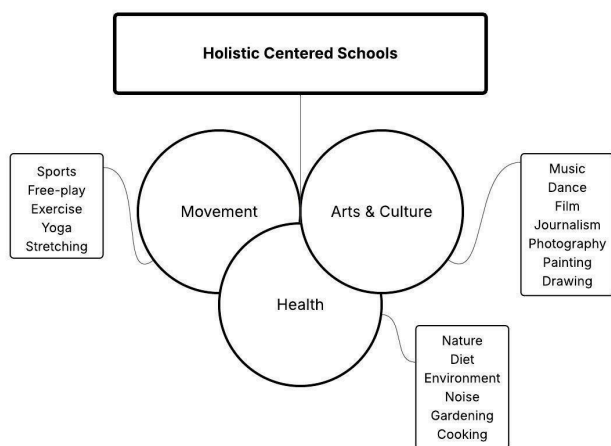 Holistic Centered Schools
Movement
Arts & Culture
Health
Sports
Free-play
Exercise
Yoga
Stretching
Music
Dance
Film
Journalism
Photography
Painting
Drawing
Nature
Diet
Environment
Noise
Gardening
Cooking